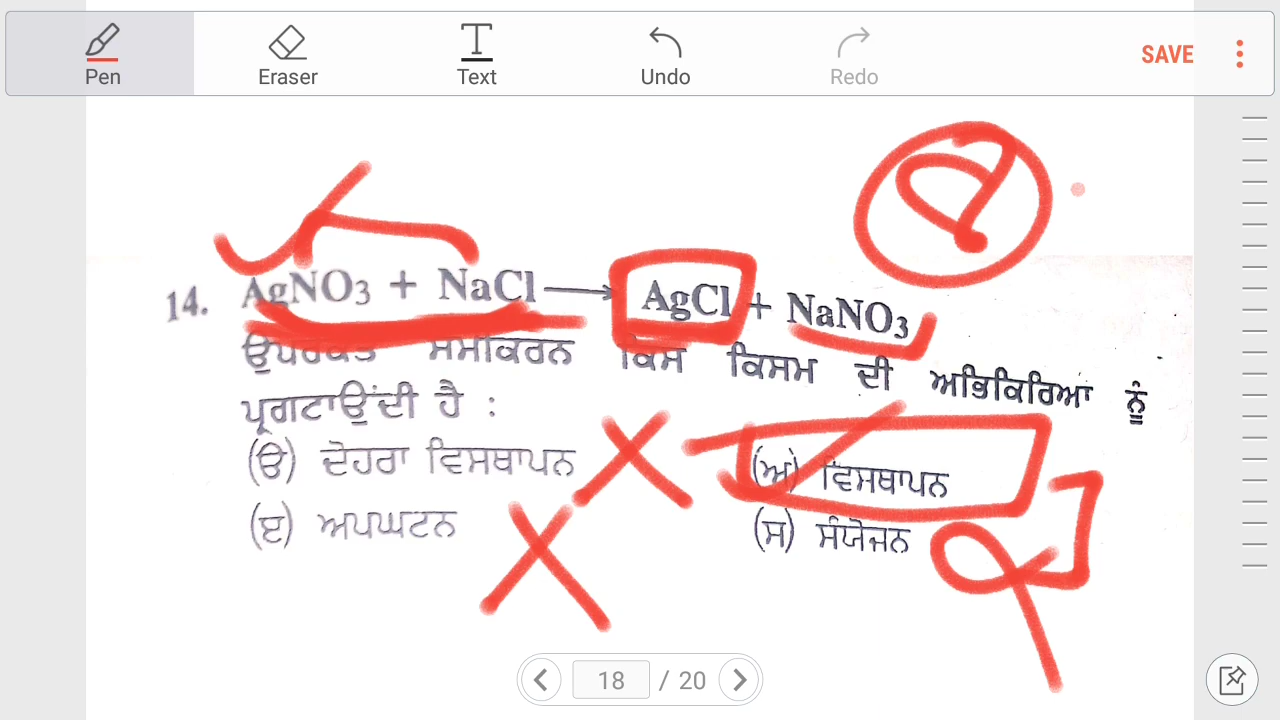 Pen Eraser Text Undo Redo SAVE
14. AgNO3 + NaCl → AgCl + NaNO3
ਉਪਰੋਕਤ ਸਮੀਕਰਨ ਕਿਸ ਕਿਸਮ ਦੀ ਅਭਿਕਿਰਿਆ ਨੂੰ
ਪ੍ਰਗਟਾਉਂਦੀ ਹੈ :
(ੳ) ਦੋਹਰਾ ਵਿਸਥਾਪਨ (ਅ) ਵਿਸਥਾਪਨ
(ੲ) ਅਪਘਟਨ (ਸ) ਸੰਯੋਜਨ
18 / 20